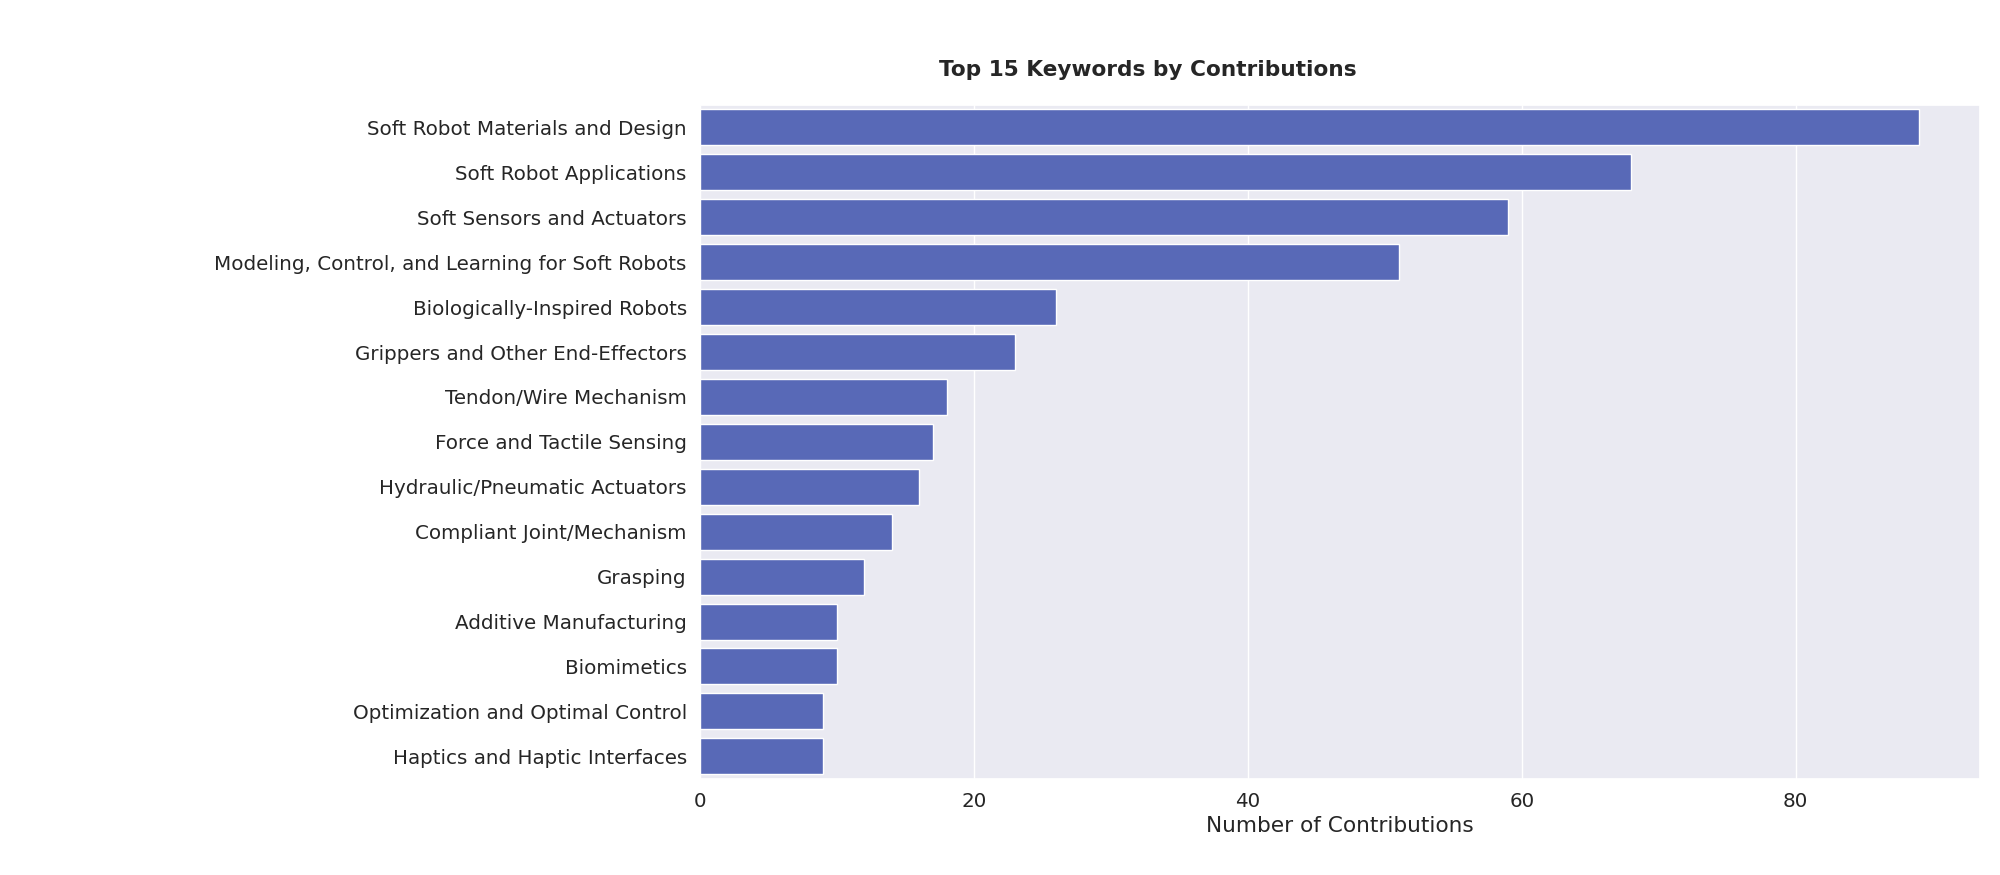 Top 15 Keywords by Contributions
Soft Robot Materials and Design
Soft Robot Applications
Soft Sensors and Actuators
Modeling, Control, and Learning for Soft Robots
Biologically-Inspired Robots
Grippers and Other End-Effectors
Tendon/Wire Mechanism
Force and Tactile Sensing
Hydraulic/Pneumatic Actuators
Compliant Joint/Mechanism
Grasping
Additive Manufacturing
Biomimetics
Optimization and Optimal Control
Haptics and Haptic Interfaces
0 20 40 60 80
Number of Contributions